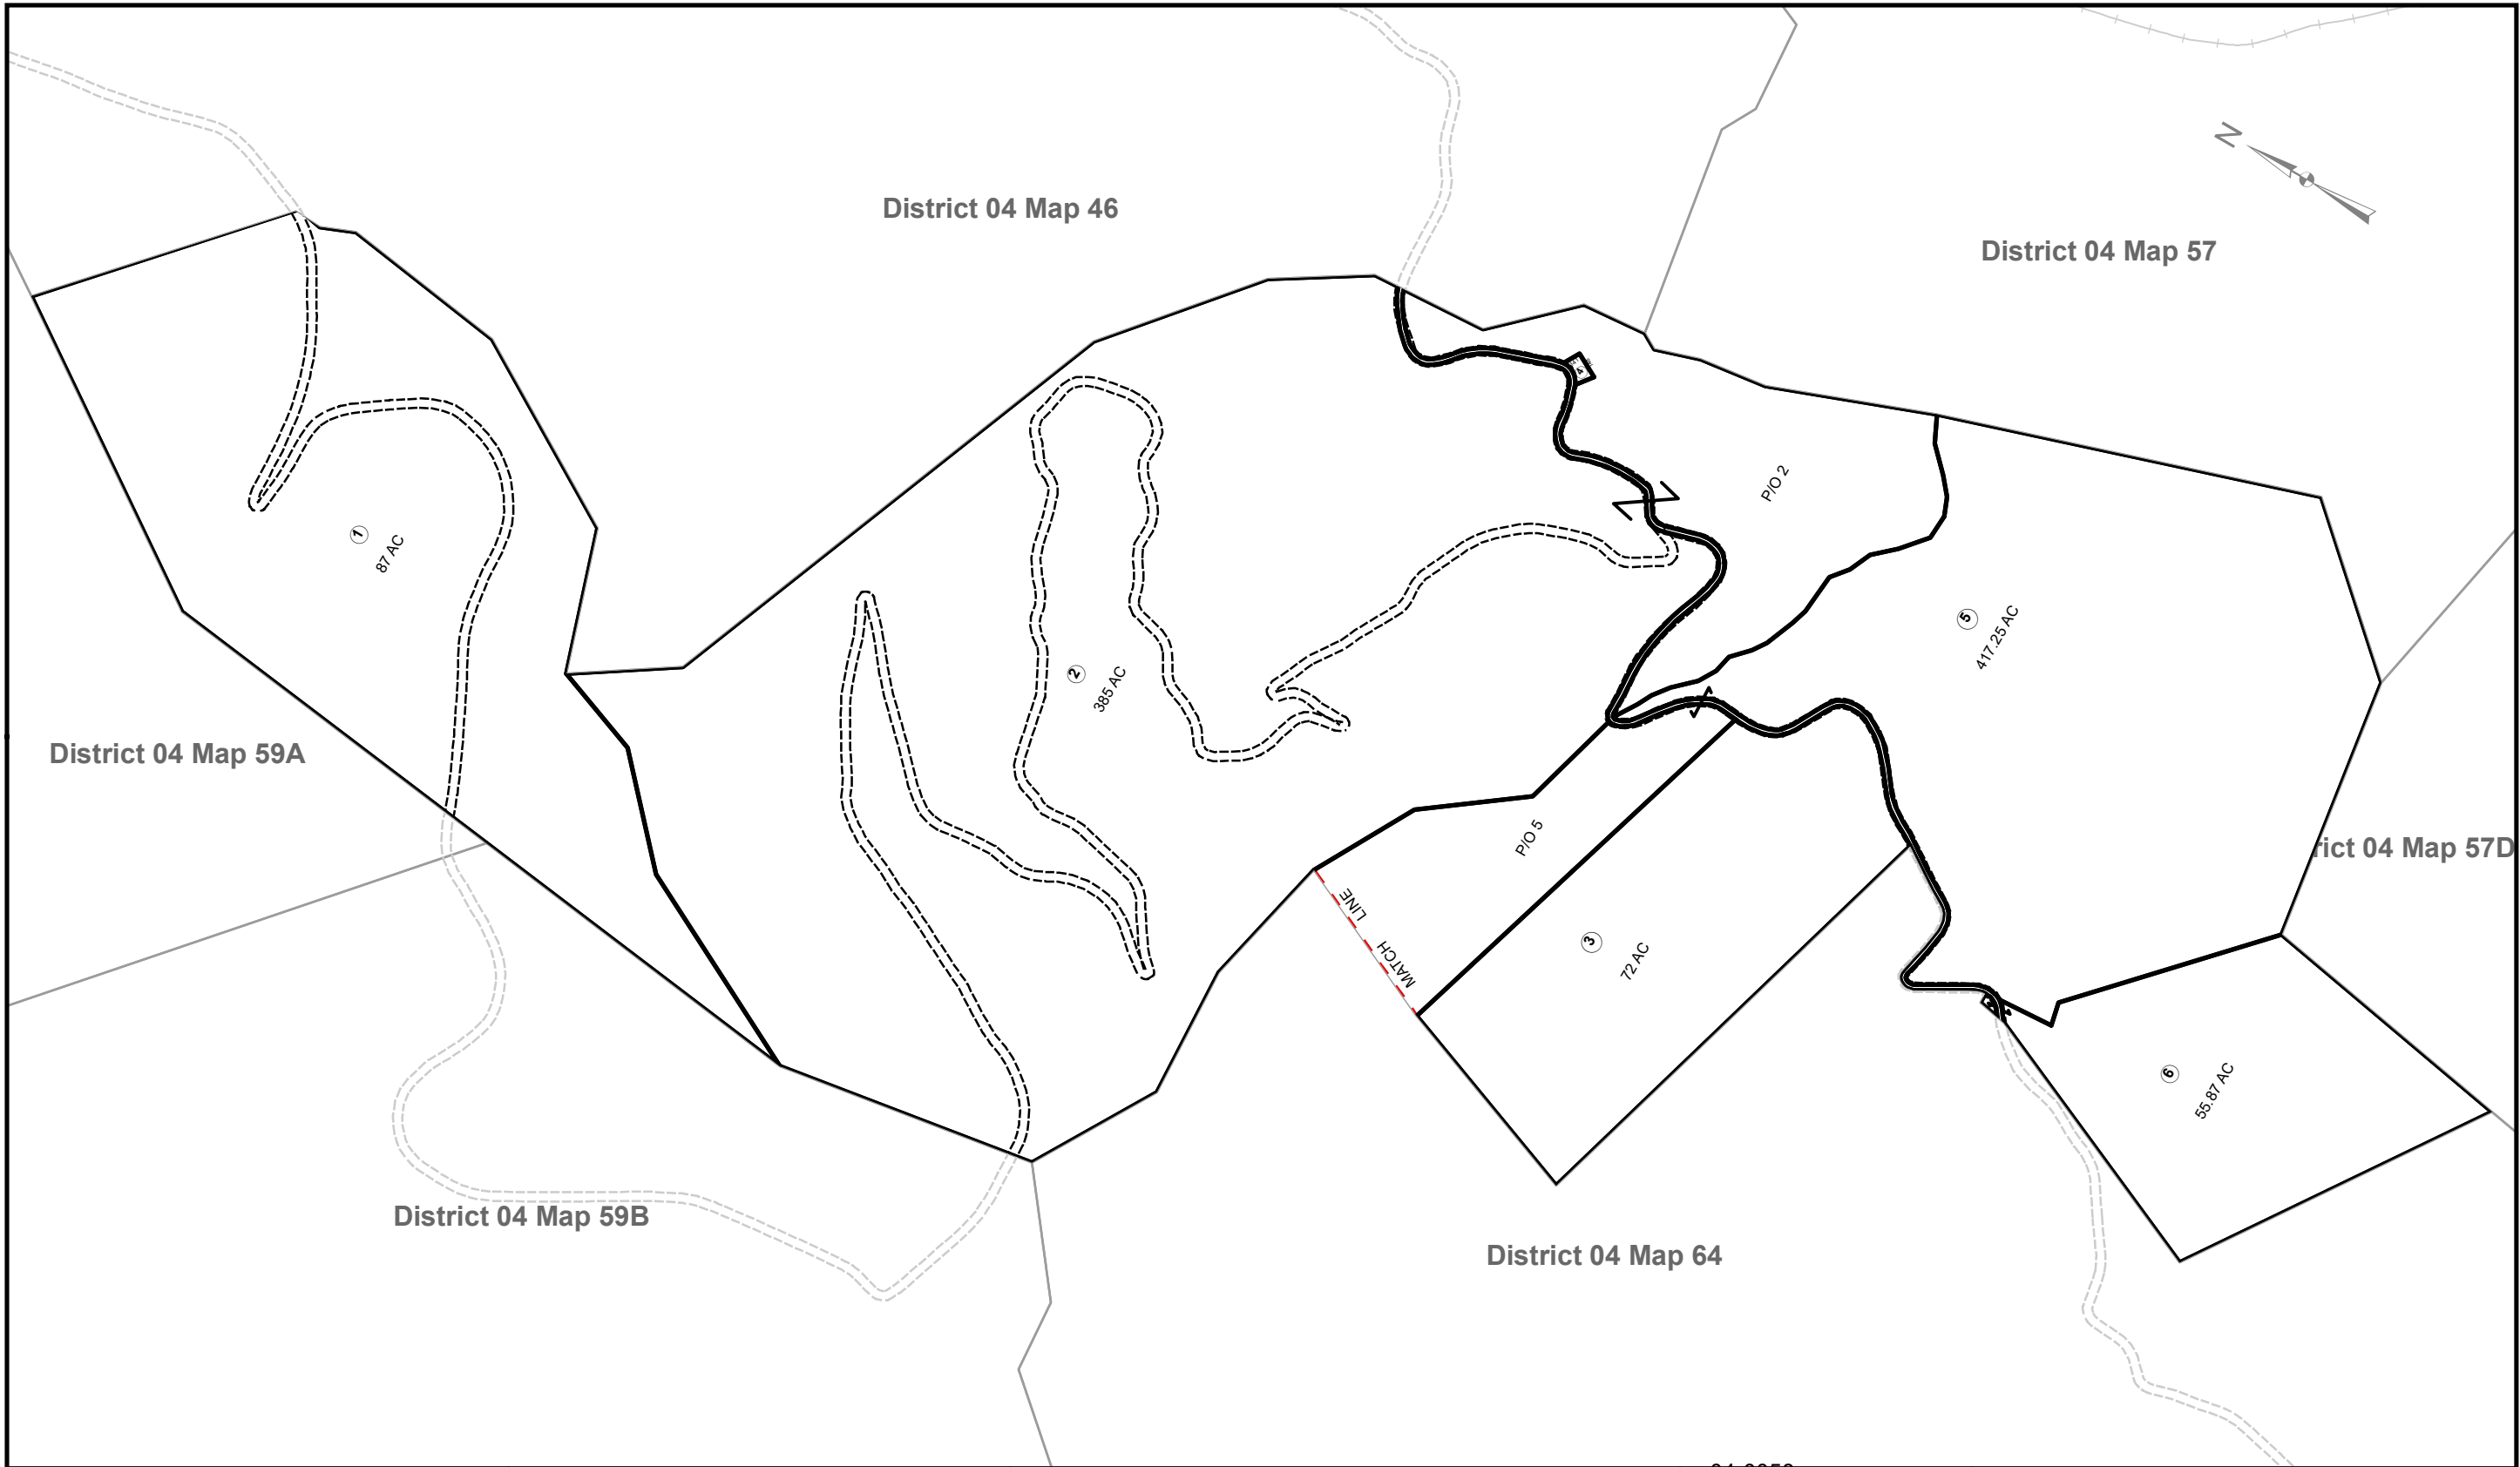 District 04 Map 46
N
District 04 Map 57
4
P/O 2
1
87 AC
5
417.25 AC
2
385 AC
District 04 Map 59A
P/O 5
rict 04 Map 57D
MATCH LINE
3
72 AC
6
55.87 AC
District 04 Map 59B
District 04 Map 64